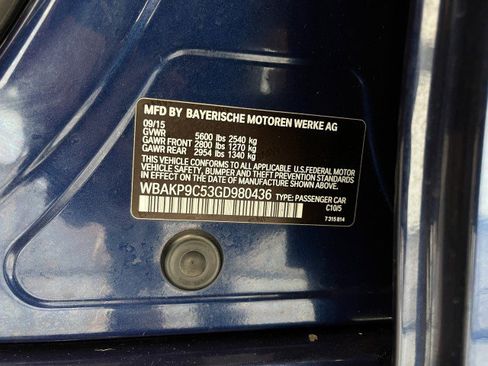 MFD BY BAYERISCHE MOTOREN WERKE AG
09/15
GVWR 5600 lbs 2540 kg
GAWR FRONT 2800 lbs 1270 kg
GAWR REAR 2954 lbs 1340 kg
THIS VEHICLE CONFORMS TO ALL APPLICABLE U.S.FEDERAL MOTOR
VEHICLE SAFETY, BUMPER AND THEFT PREVENTION STANDARDS IN
EFFECT ON THE DATE OF MANUFACTURE SHOWN ABOVE.
WBAKP9C53GD980436 TYPE: PASSENGER CAR
C10/5
7 315 814